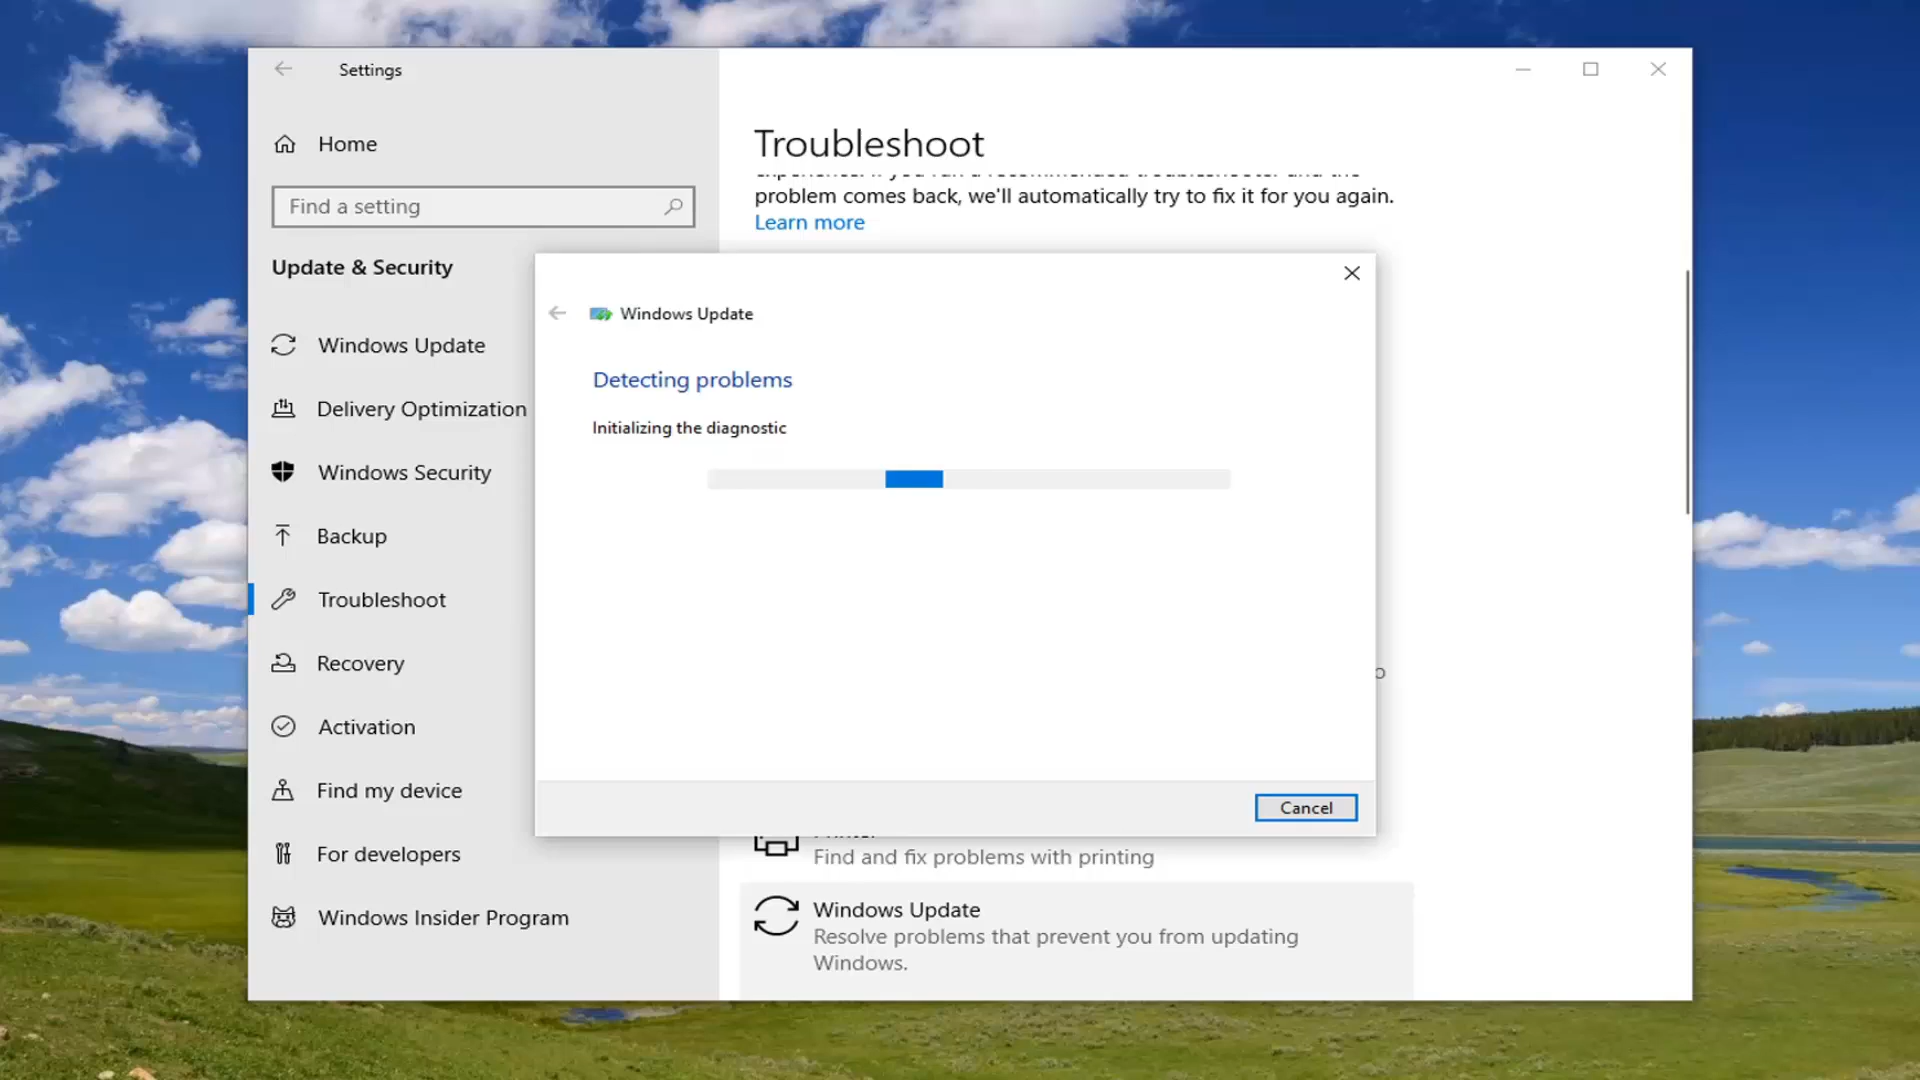 Settings
Home
Find a setting
Update & Security
Windows Update
Delivery Optimization
Windows Security
Backup
Troubleshoot
Recovery
Activation
Find my device
For developers
Windows Insider Program
Troubleshoot
problem comes back, we'll automatically try to fix it for you again.
Learn more
Windows Update
Detecting problems
Initializing the diagnostic
Cancel
Find and fix problems with printing
Windows Update
Resolve problems that prevent you from updating
Windows.